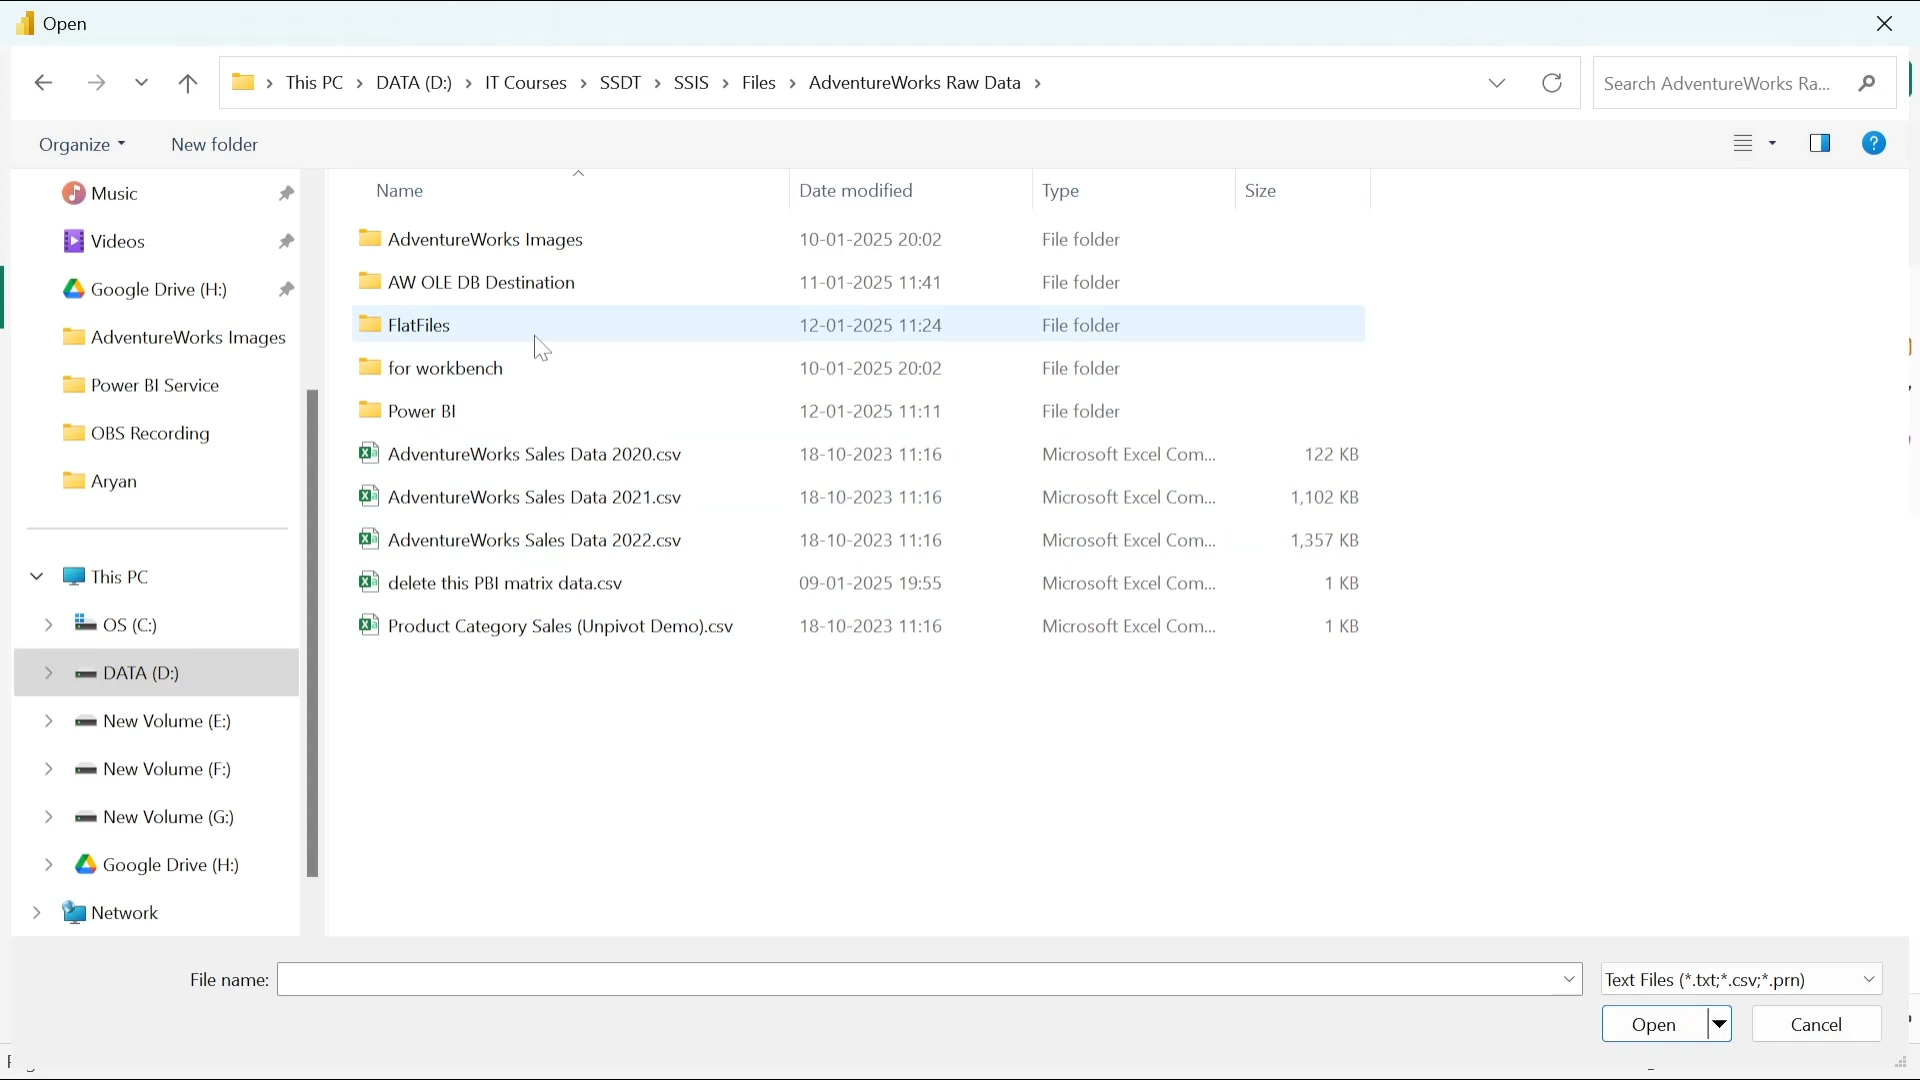 Open
This PC > DATA (D:) > IT Courses > SSDT > SSIS > Files > AdventureWorks Raw Data >
Search AdventureWorks Ra...
Organize
New folder
Music
Videos
Google Drive (H:)
AdventureWorks Images
Power BI Service
OBS Recording
Aryan
This PC
OS (C:)
DATA (D:)
New Volume (E:)
New Volume (F:)
New Volume (G:)
Google Drive (H:)
Network
Name Date modified Type Size
AdventureWorks Images 10-01-2025 20:02 File folder
AW OLE DB Destination 11-01-2025 11:41 File folder
FlatFiles 12-01-2025 11:24 File folder
for workbench 10-01-2025 20:02 File folder
Power BI 12-01-2025 11:11 File folder
AdventureWorks Sales Data 2020.csv 18-10-2023 11:16 Microsoft Excel Com... 122 KB
AdventureWorks Sales Data 2021.csv 18-10-2023 11:16 Microsoft Excel Com... 1,102 KB
AdventureWorks Sales Data 2022.csv 18-10-2023 11:16 Microsoft Excel Com... 1,357 KB
delete this PBI matrix data.csv 09-01-2025 19:55 Microsoft Excel Com... 1 KB
Product Category Sales (Unpivot Demo).csv 18-10-2023 11:16 Microsoft Excel Com... 1 KB
File name:
Text Files (*.txt;*.csv;*.prn)
Open
Cancel